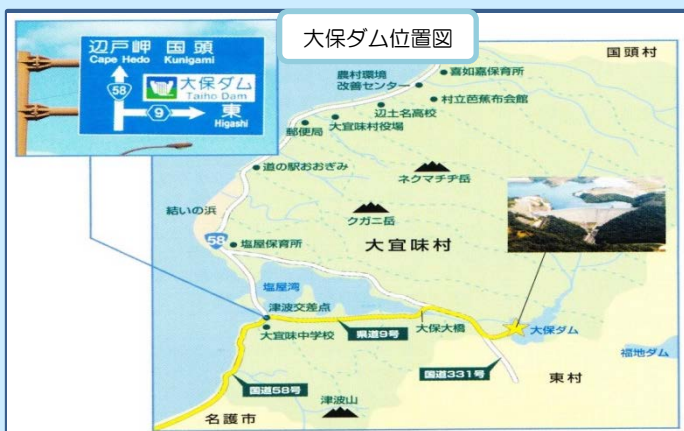 大保ダム位置図
辺戸岬 国頭
Cape Hedo Kunigami
58
大保ダム
Taiho Dam
9
東
Higashi
国頭村
喜如嘉保育所
農村環境
改善センター
村立芭蕉布会館
辺土名高校
大宜味村役場
郵便局
道の駅おおぎみ
ネクマチヂ岳
結いの浜
クガニ岳
大宜味村
58
塩屋保育所
塩屋湾
津波交差点
大宜味中学校
県道9号
大保大橋
大保ダム
福地ダム
国道331号
国道58号
東村
津波山
名護市